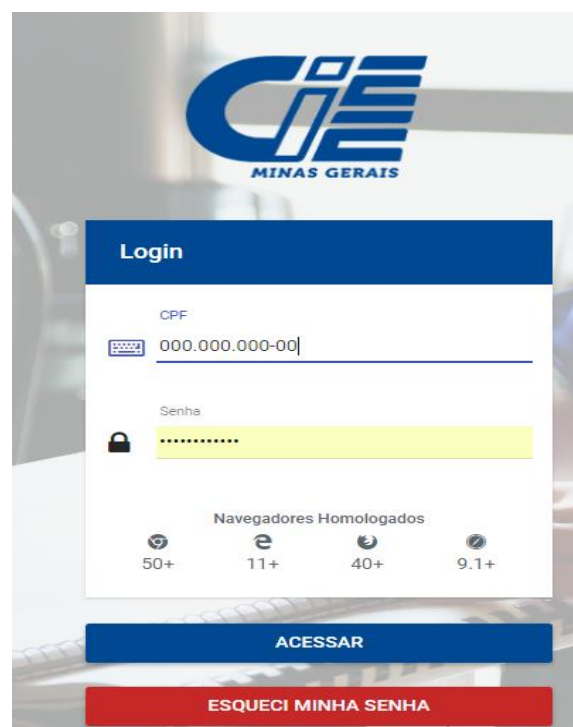 CIEE
MINAS GERAIS
Login
CPF
000.000.000-00
Senha
••••••••••••
Navegadores Homologados
50+ 11+ 40+ 9.1+
ACESSAR
ESQUECI MINHA SENHA